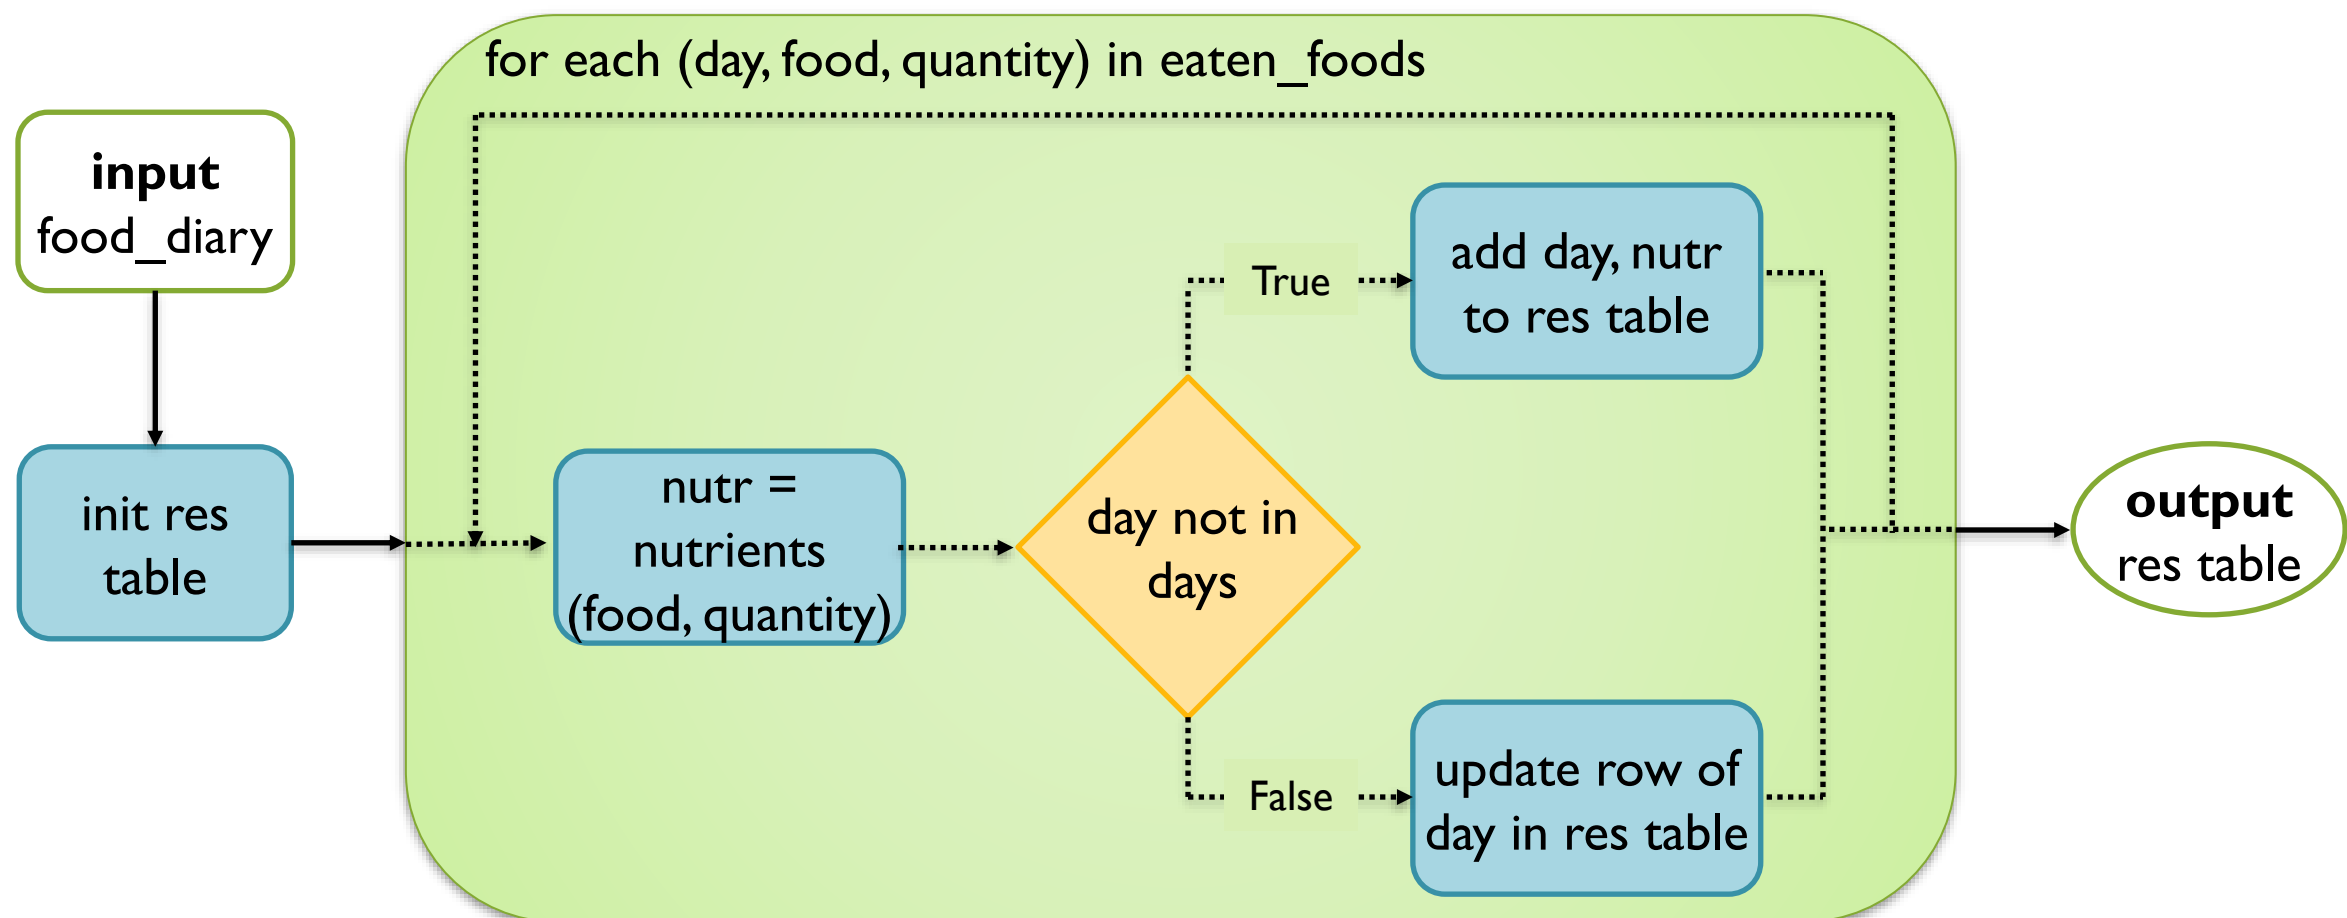 for each (day, food, quantity) in eaten_foods
input
food_diary
init res
table
nutr =
nutrients
(food, quantity)
day not in
days
True
add day, nutr
to res table
False
update row of
day in res table
output
res table